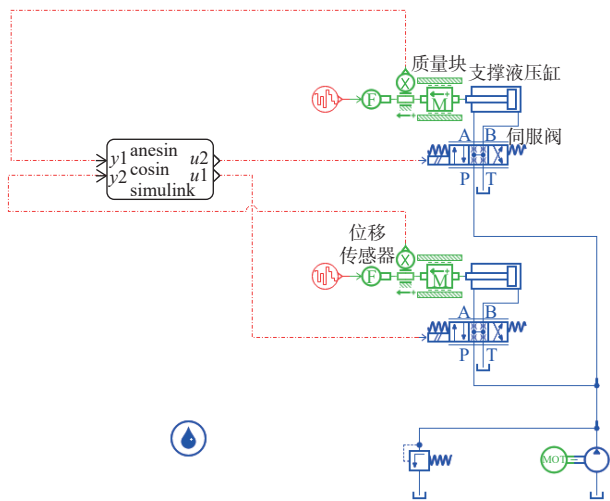 质量块
支撑液压缸
X
F
M
A B
伺服阀
P T
y1 anesin u2
y2 cosin u1
simulink
位移
传感器
X
F
M
A B
P T
MOT